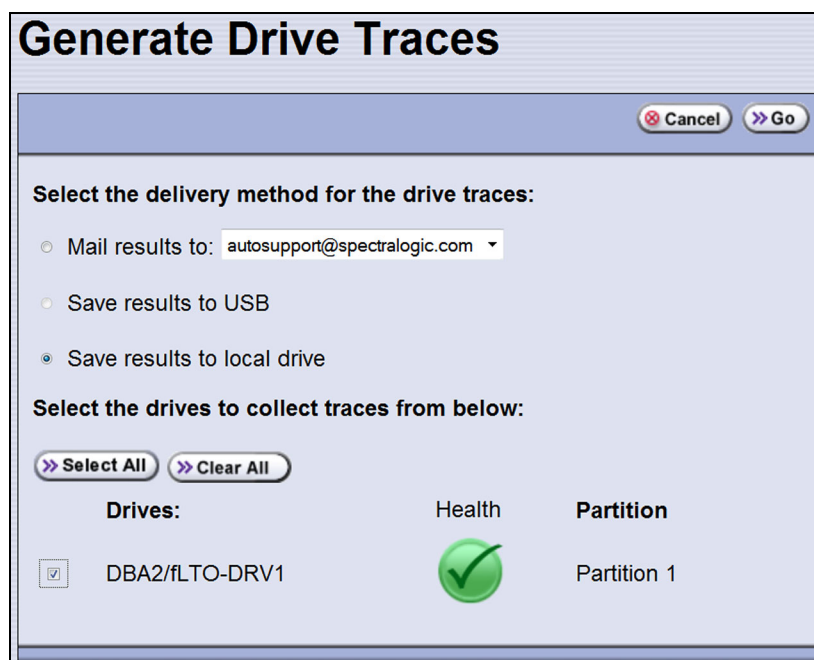 Generate Drive Traces
Cancel Go
Select the delivery method for the drive traces:
Mail results to: autosupport@spectralogic.com
Save results to USB
Save results to local drive
Select the drives to collect traces from below:
Select All Clear All
Drives: Health Partition
DBA2/fLTO-DRV1 Partition 1